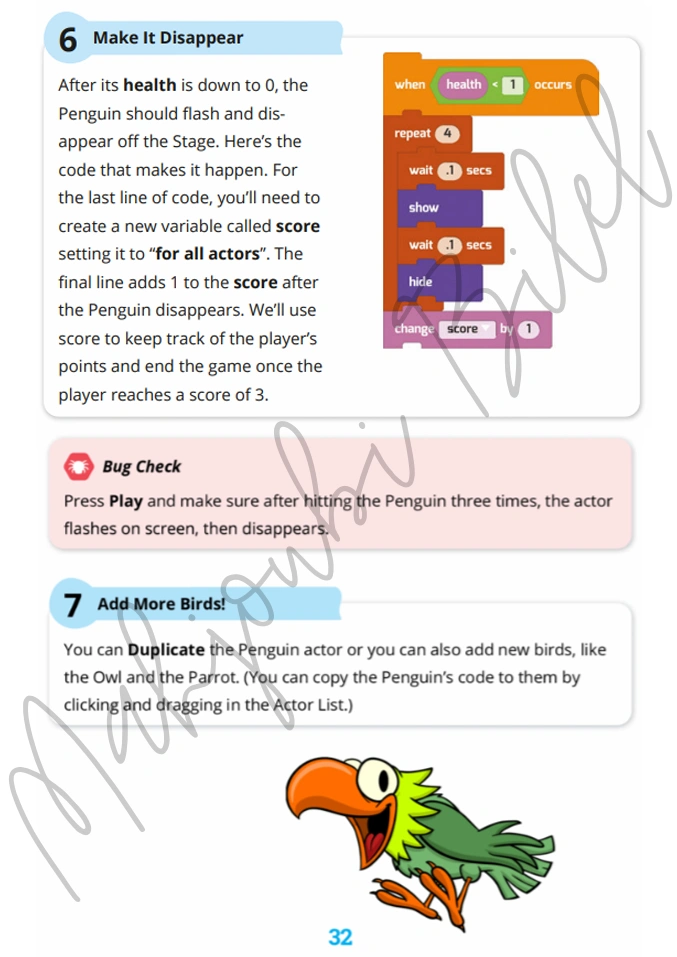 6 Make It Disappear
After its health is down to 0, the
Penguin should flash and dis-
appear off the Stage. Here’s the
code that makes it happen. For
the last line of code, you’ll need to
create a new variable called score
setting it to “for all actors”. The
final line adds 1 to the score after
the Penguin disappears. We’ll use
score to keep track of the player’s
points and end the game once the
player reaches a score of 3.
when health < 1 occurs
repeat 4
wait .1 secs
show
wait .1 secs
hide
change score by 1
Bug Check
Press Play and make sure after hitting the Penguin three times, the actor
flashes on screen, then disappears.
7 Add More Birds!
You can Duplicate the Penguin actor or you can also add new birds, like
the Owl and the Parrot. (You can copy the Penguin’s code to them by
clicking and dragging in the Actor List.)
32
Mahjoubi Bilel